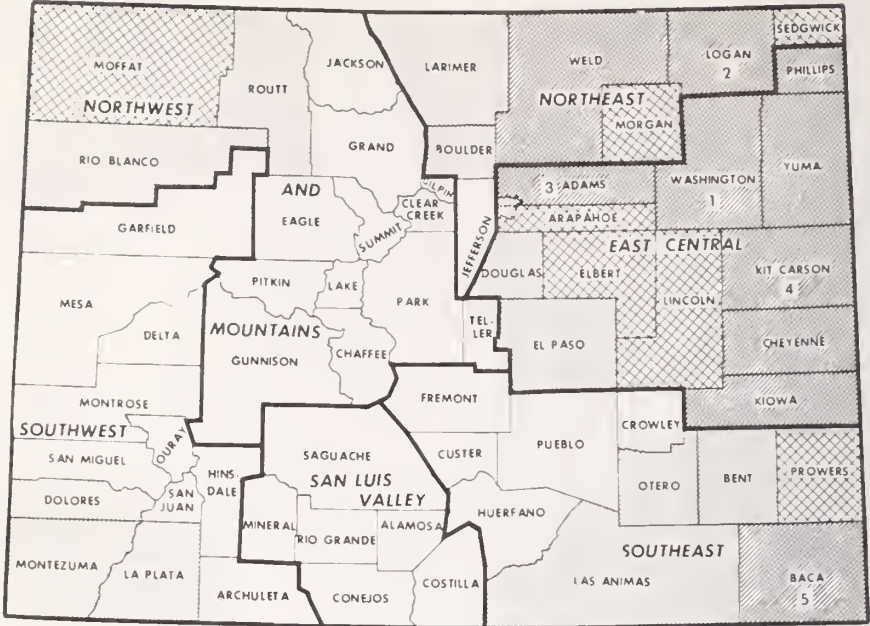 SEDGWICK
MOFFAT
JACKSON
LARIMER
WELD
LOGAN
2
PHILLIPS
ROUTT
NORTHWEST
NORTHEAST
MORGAN
RIO BLANCO
GRAND
BOULDER
YUMA
WASHINGTON
1
GILPIN
3 ADAMS
AND
EAGLE
CLEAR
CREEK
GARFIELD
SUMMIT
JEFFERSON
ARAPAHOE
EAST CENTRAL
DOUGLAS
ELBERT
KIT CARSON
4
PITKIN
LAKE
PARK
LINCOLN
MESA
DELTA
MOUNTAINS
GUNNISON
TEL-
LER
EL PASO
CHEYENNE
CHAFFEE
FREMONT
MONTROSE
KIOWA
SOUTHWEST
OURAY
CROWLEY
SAGUACHE
CUSTER
PUEBLO
SAN MIGUEL
HINS-
DALE
SAN LUIS
VALLEY
OTERO
BENT
PROWERS
DOLORES
SAN
JUAN
HUERFANO
MINERAL
RIO GRANDE
ALAMOSA
SOUTHEAST
MONTEZUMA
LA PLATA
ARCHULETA
CONEJOS
COSTILLA
LAS ANIMAS
BACA
5